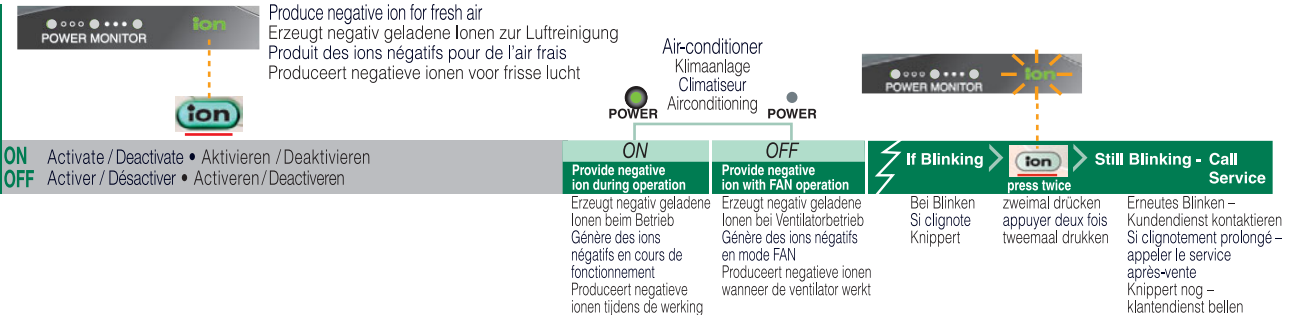 ion
POWER MONITOR
Produce negative ion for fresh air
Erzeugt negativ geladene Ionen zur Luftreinigung
Produit des ions négatifs pour de l'air frais
Produceert negatieve ionen voor frisse lucht
ion
ON Activate / Deactivate • Aktivieren / Deaktivieren
OFF Activer / Désactiver • Activeren / Deactiveren
Air-conditioner
Klimaanlage
Climatiseur
Airconditioning
POWER
POWER
ON
Provide negative
ion during operation
Erzeugt negativ geladene
Ionen beim Betrieb
Génère des ions
négatifs en cours de
fonctionnement
Produceert negatieve
ionen tijdens de werking
OFF
Provide negative
ion with FAN operation
Erzeugt negativ geladene
Ionen bei Ventilatorbetrieb
Génère des ions négatifs
en mode FAN
Produceert negatieve ionen
wanneer de ventilator werkt
ion
POWER MONITOR
If Blinking
Bei Blinken
Si clignote
Knippert
ion
press twice
zweimal drücken
appuyer deux fois
tweemaal drukken
Still Blinking - Call
Service
Erneutes Blinken –
Kundendienst kontaktieren
Si clignotement prolongé –
appeler le service
après-vente
Knippert nog –
klantendienst bellen